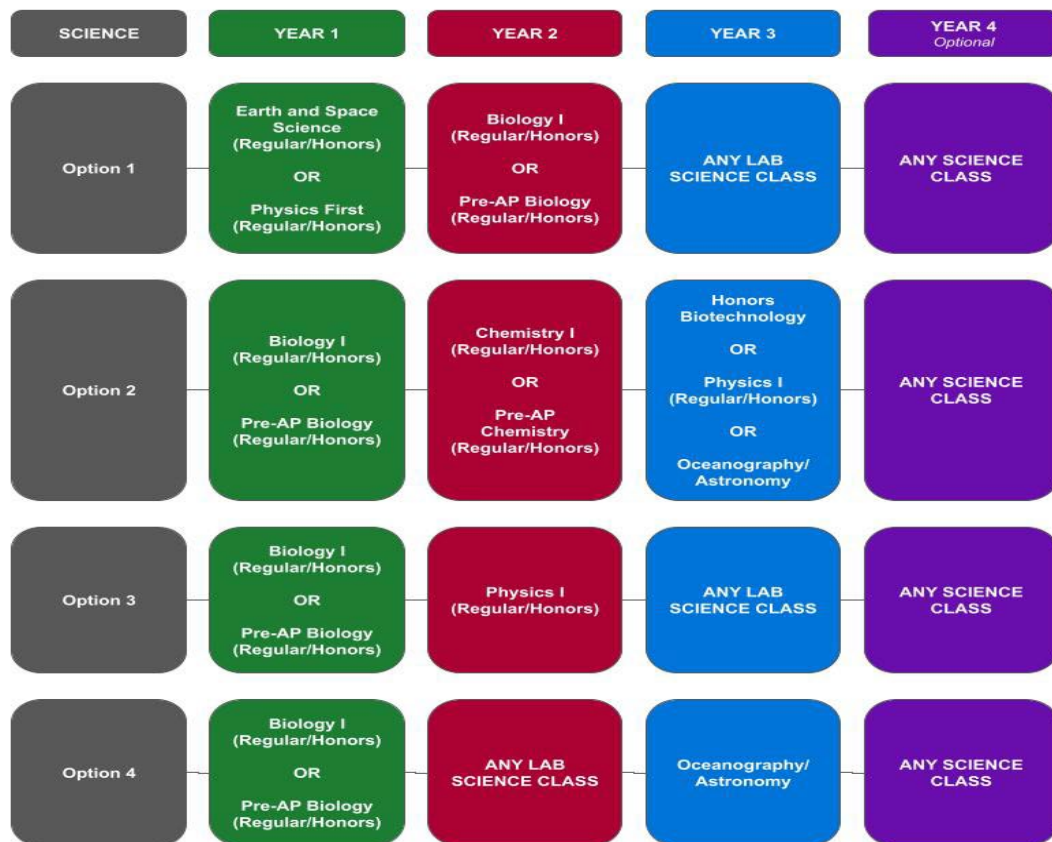 SCIENCE
YEAR 1
YEAR 2
YEAR 3
YEAR 4
Optional
Option 1
Earth and Space
Science
(Regular/Honors)
OR
Physics First
(Regular/Honors)
Biology I
(Regular/Honors)
OR
Pre-AP Biology
(Regular/Honors)
ANY LAB
SCIENCE CLASS
ANY SCIENCE
CLASS
Option 2
Biology I
(Regular/Honors)
OR
Pre-AP Biology
(Regular/Honors)
Chemistry I
(Regular/Honors)
OR
Pre-AP
Chemistry
(Regular/Honors)
Honors
Biotechnology
OR
Physics I
(Regular/Honors)
OR
Oceanography/
Astronomy
ANY SCIENCE
CLASS
Option 3
Biology I
(Regular/Honors)
OR
Pre-AP Biology
(Regular/Honors)
Physics I
(Regular/Honors)
ANY LAB
SCIENCE CLASS
ANY SCIENCE
CLASS
Option 4
Biology I
(Regular/Honors)
OR
Pre-AP Biology
(Regular/Honors)
ANY LAB
SCIENCE CLASS
Oceanography/
Astronomy
ANY SCIENCE
CLASS